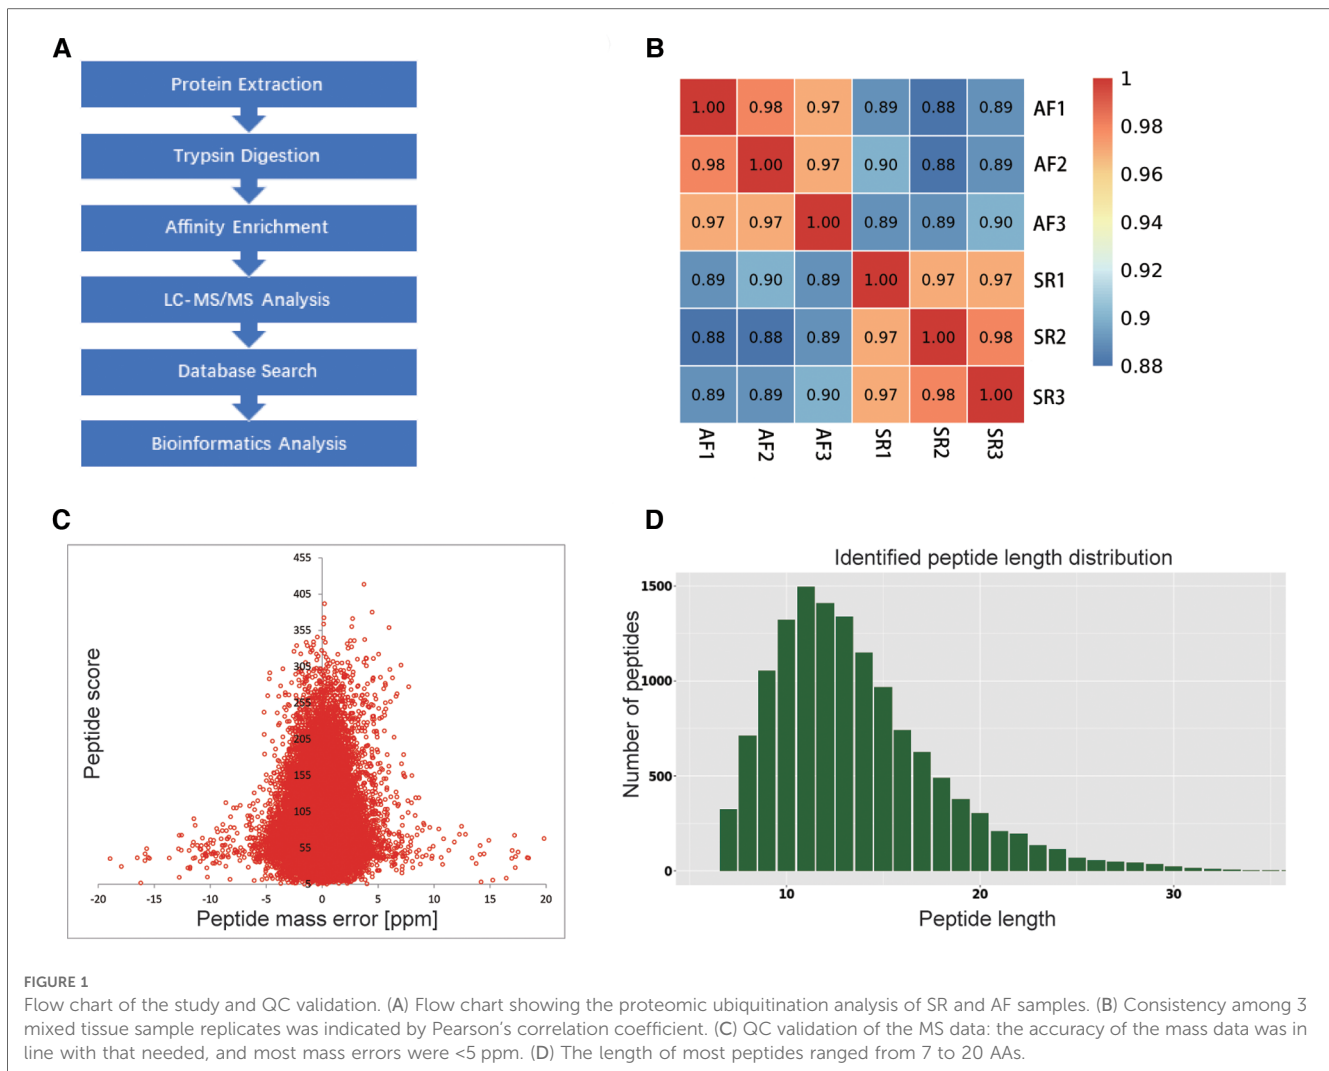 A
Protein Extraction
Trypsin Digestion
Affinity Enrichment
LC-MS/MS Analysis
Database Search
Bioinformatics Analysis
B
1.00 0.98 0.97 0.89 0.88 0.89 AF1
0.98 1.00 0.97 0.90 0.88 0.89 AF2
0.97 0.97 1.00 0.89 0.89 0.90 AF3
0.89 0.90 0.89 1.00 0.97 0.97 SR1
0.88 0.88 0.89 0.97 1.00 0.98 SR2
0.89 0.89 0.90 0.97 0.98 1.00 SR3
AF1 AF2 AF3 SR1 SR2 SR3
1
0.98
0.96
0.94
0.92
0.9
0.88
C
Peptide score
455
405
355
305
255
205
155
105
55
5
-20 -15 -10 -5 0 5 10 15 20
Peptide mass error [ppm]
D
Identified peptide length distribution
Number of peptides
1500
1000
500
0
10 20 30
Peptide length
FIGURE 1
Flow chart of the study and QC validation. (A) Flow chart showing the proteomic ubiquitination analysis of SR and AF samples. (B) Consistency among 3
mixed tissue sample replicates was indicated by Pearson's correlation coefficient. (C) QC validation of the MS data: the accuracy of the mass data was in
line with that needed, and most mass errors were <5 ppm. (D) The length of most peptides ranged from 7 to 20 AAs.